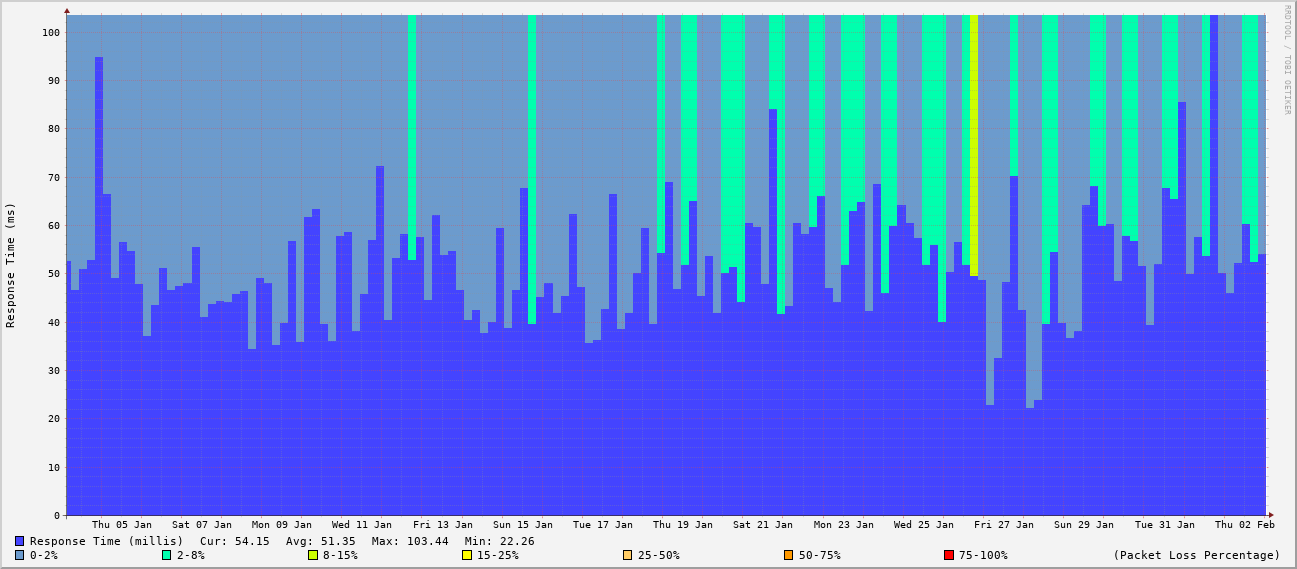 RRDTOOL / TOBI OETIKER
Response Time (ms)
100
90
80
70
60
50
40
30
20
10
0
Thu 05 Jan Sat 07 Jan Mon 09 Jan Wed 11 Jan Fri 13 Jan Sun 15 Jan Tue 17 Jan Thu 19 Jan Sat 21 Jan Mon 23 Jan Wed 25 Jan Fri 27 Jan Sun 29 Jan Tue 31 Jan Thu 02 Feb
Response Time (millis) Cur: 54.15 Avg: 51.35 Max: 103.44 Min: 22.26
0-2% 2-8% 8-15% 15-25% 25-50% 50-75% 75-100% (Packet Loss Percentage)